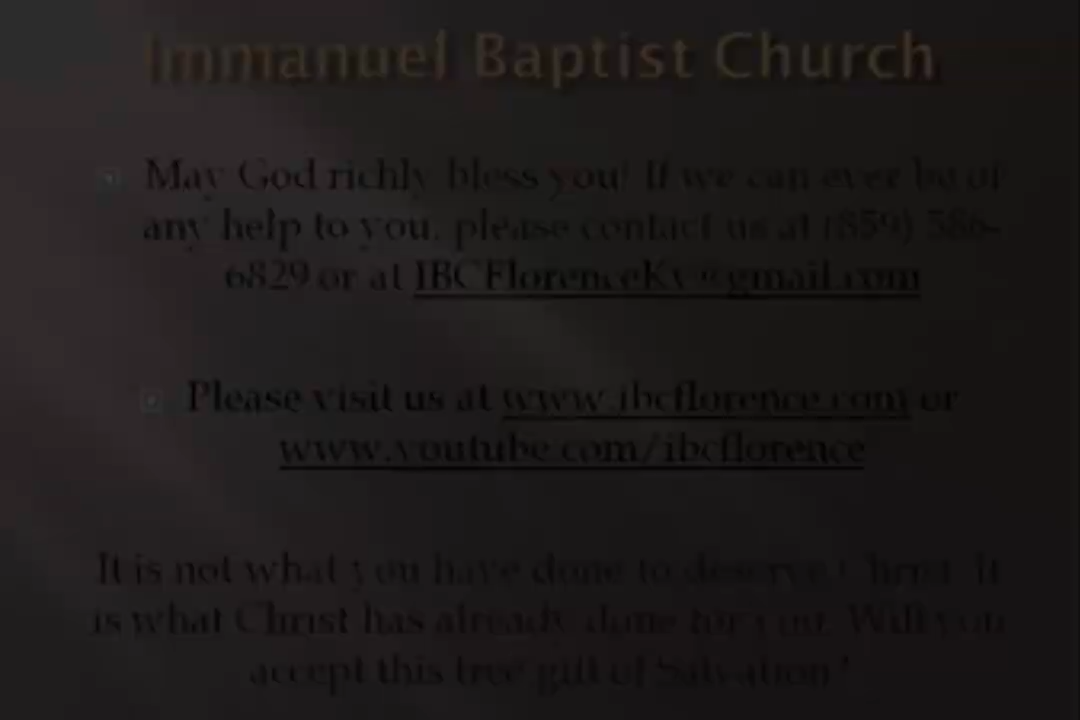 Immanuel Baptist Church
May God richly bless you! If we can ever be of
any help to you, please contact us at (859) 586-
6829 or at IBCFlorenceKy@gmail.com
Please visit us at www.ibcflorence.com or
www.youtube.com/ibcflorence
It is not what you have done to deserve Christ. It
is what Christ has already done for you. Will you
accept this free gift of Salvation?